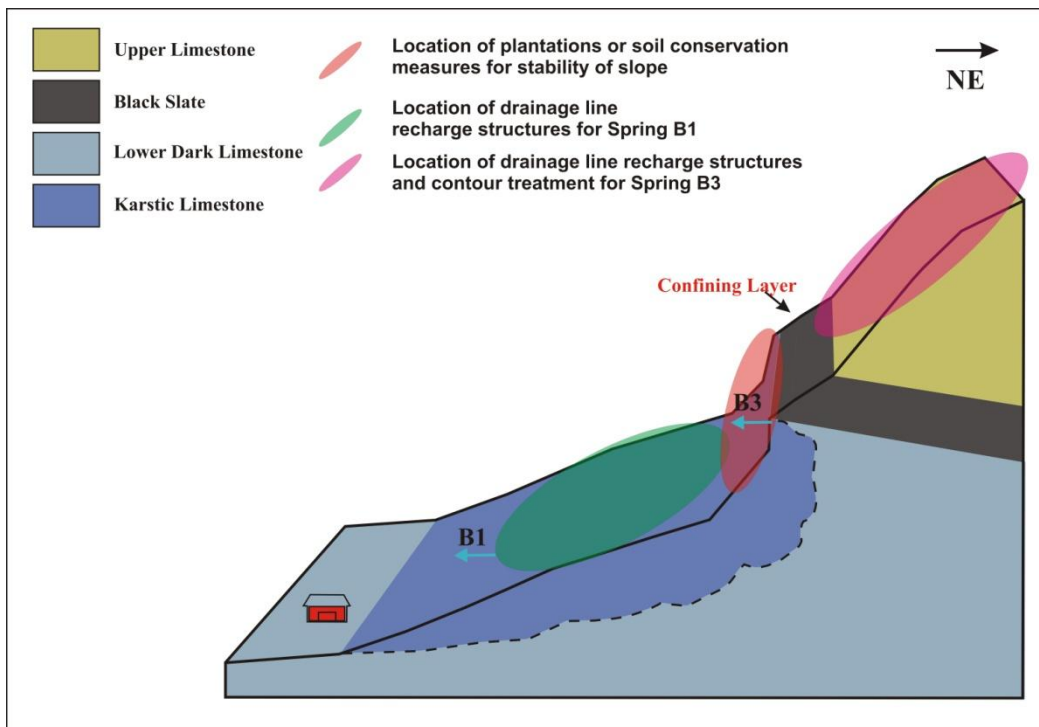 Upper Limestone
Black Slate
Lower Dark Limestone
Karstic Limestone
Location of plantations or soil conservation
measures for stability of slope
Location of drainage line
recharge structures for Spring B1
Location of drainage line recharge structures
and contour treatment for Spring B3
NE
Confining Layer
B3
B1